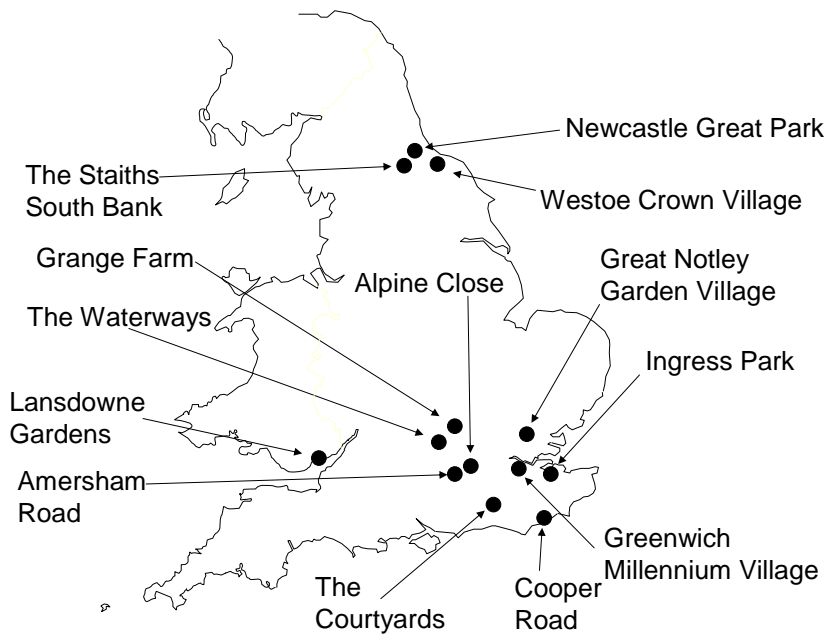 Newcastle Great Park
The Staiths
South Bank
Westoe Crown Village
Grange Farm
Alpine Close
Great Notley
Garden Village
The Waterways
Ingress Park
Lansdowne
Gardens
Amersham
Road
Greenwich
Millennium Village
The
Courtyards
Cooper
Road